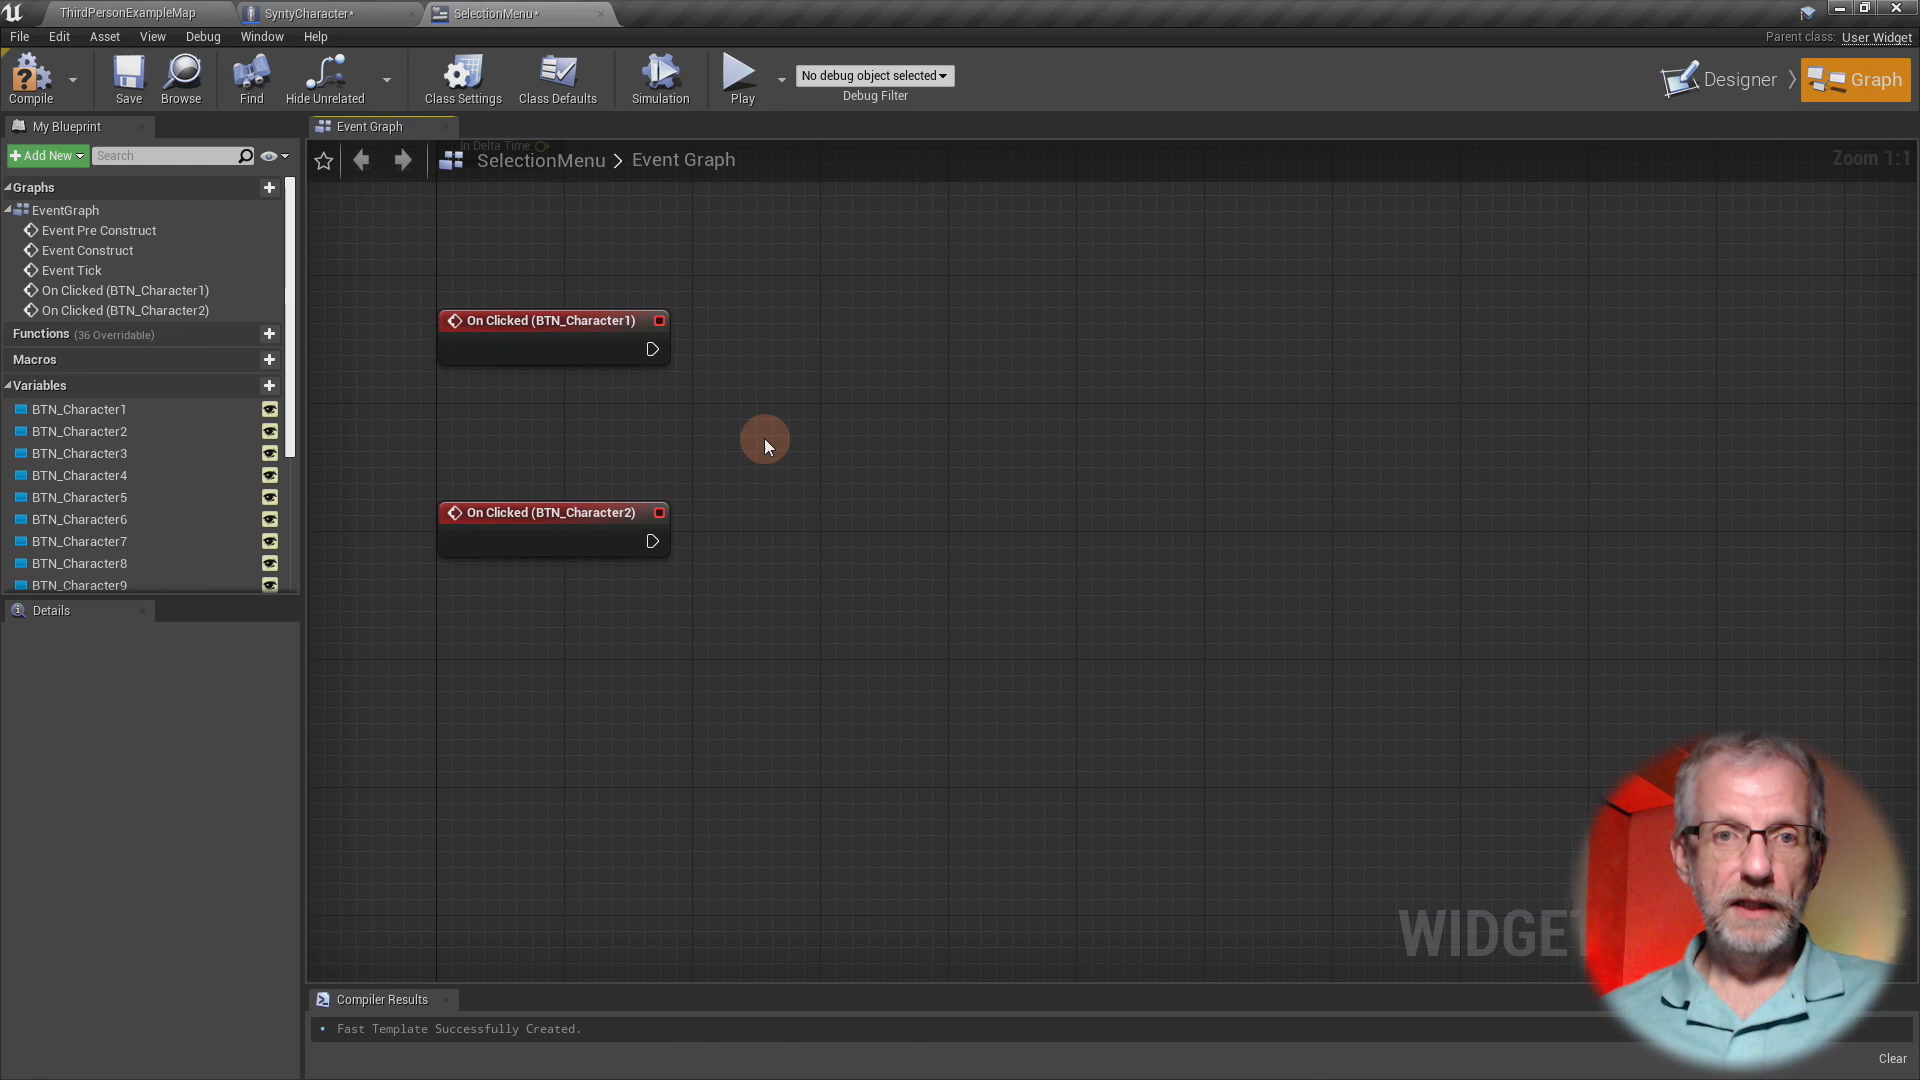 ThirdPersonExampleMap
SyntyCharacter*
SelectionMenu*
File Edit Asset View Debug Window Help
Parent class: User Widget
Compile
Save
Browse
Find
Hide Unrelated
Class Settings
Class Defaults
Simulation
Play
No debug object selected
Debug Filter
Designer
Graph
My Blueprint
Add New
Search
Graphs
EventGraph
Event Pre Construct
Event Construct
Event Tick
On Clicked (BTN_Character1)
On Clicked (BTN_Character2)
Functions (36 Overridable)
Macros
Variables
BTN_Character1
BTN_Character2
BTN_Character3
BTN_Character4
BTN_Character5
BTN_Character6
BTN_Character7
BTN_Character8
BTN_Character9
Details
Event Graph
In Delta Time
SelectionMenu > Event Graph
Zoom 1:1
On Clicked (BTN_Character1)
On Clicked (BTN_Character2)
Compiler Results
• Fast Template Successfully Created.
Clear